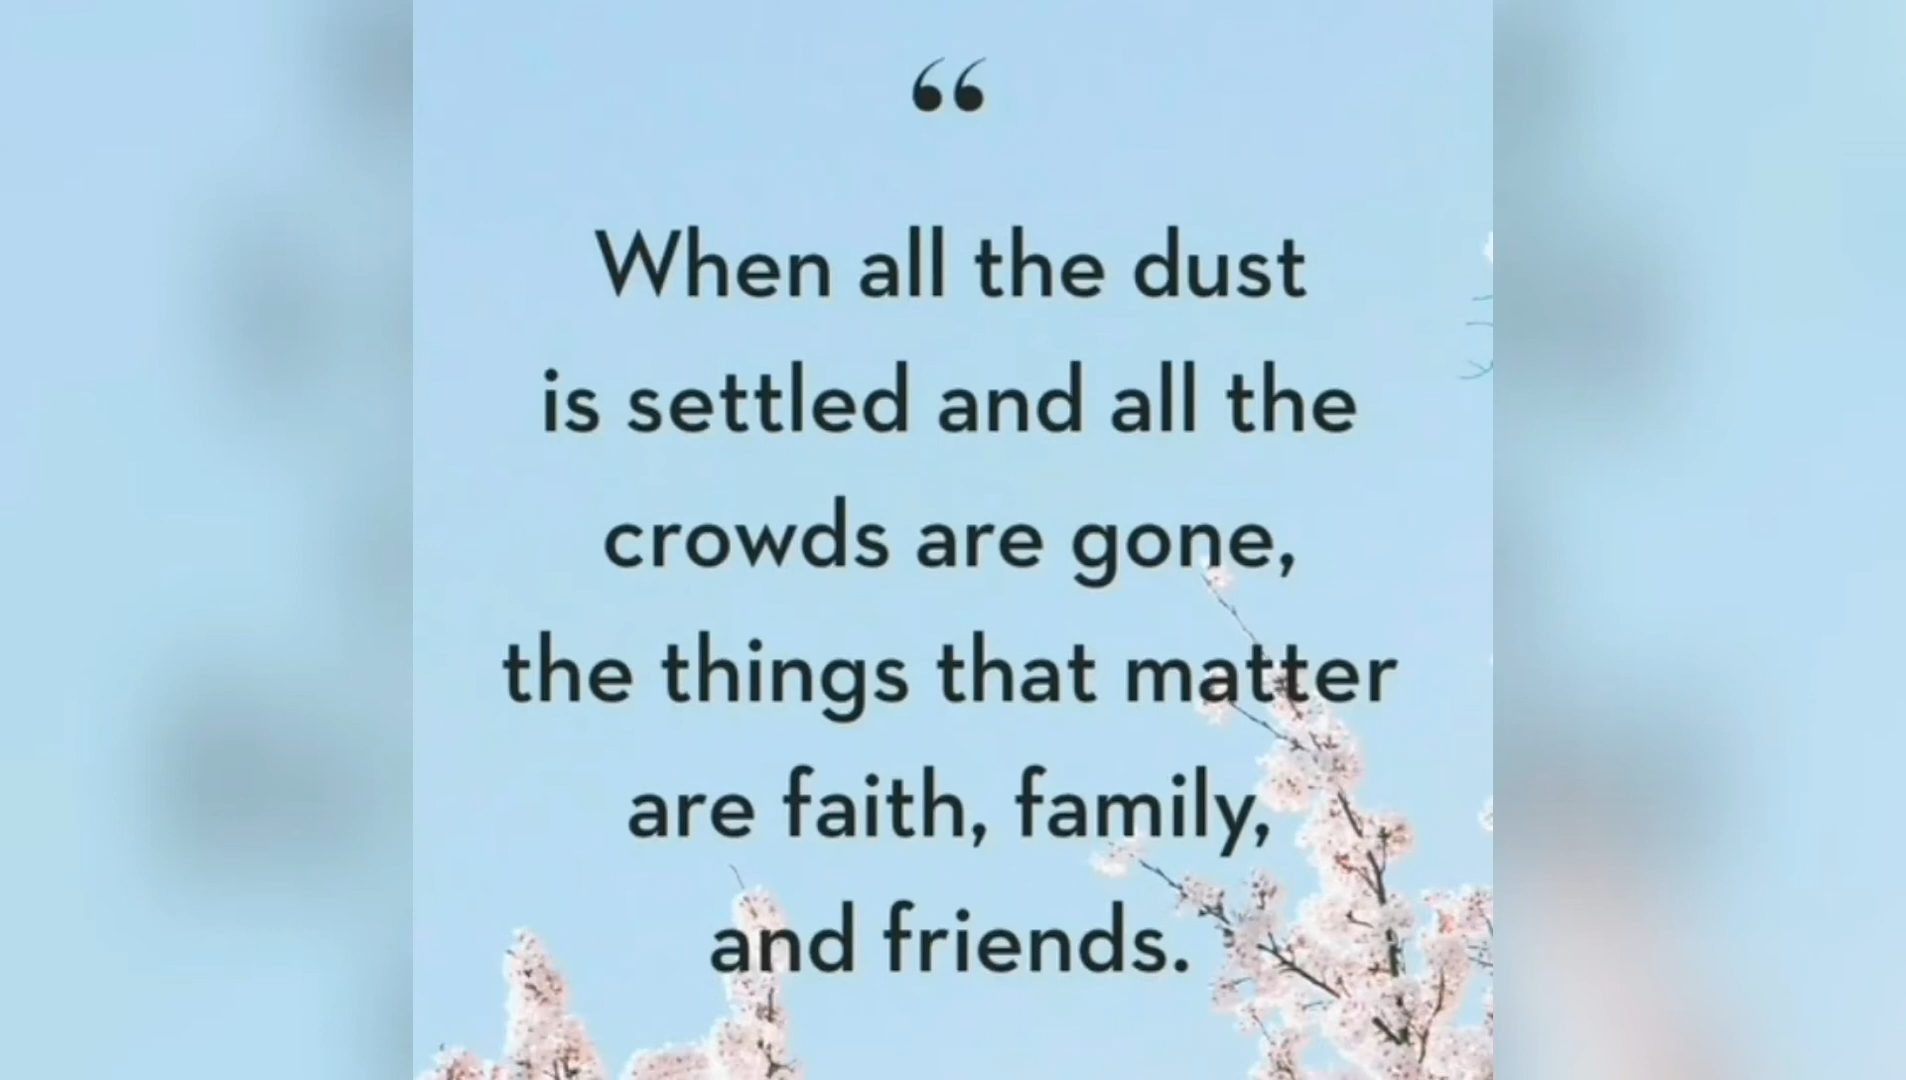 “
When all the dust
is settled and all the
crowds are gone,
the things that matter
are faith, family,
and friends.